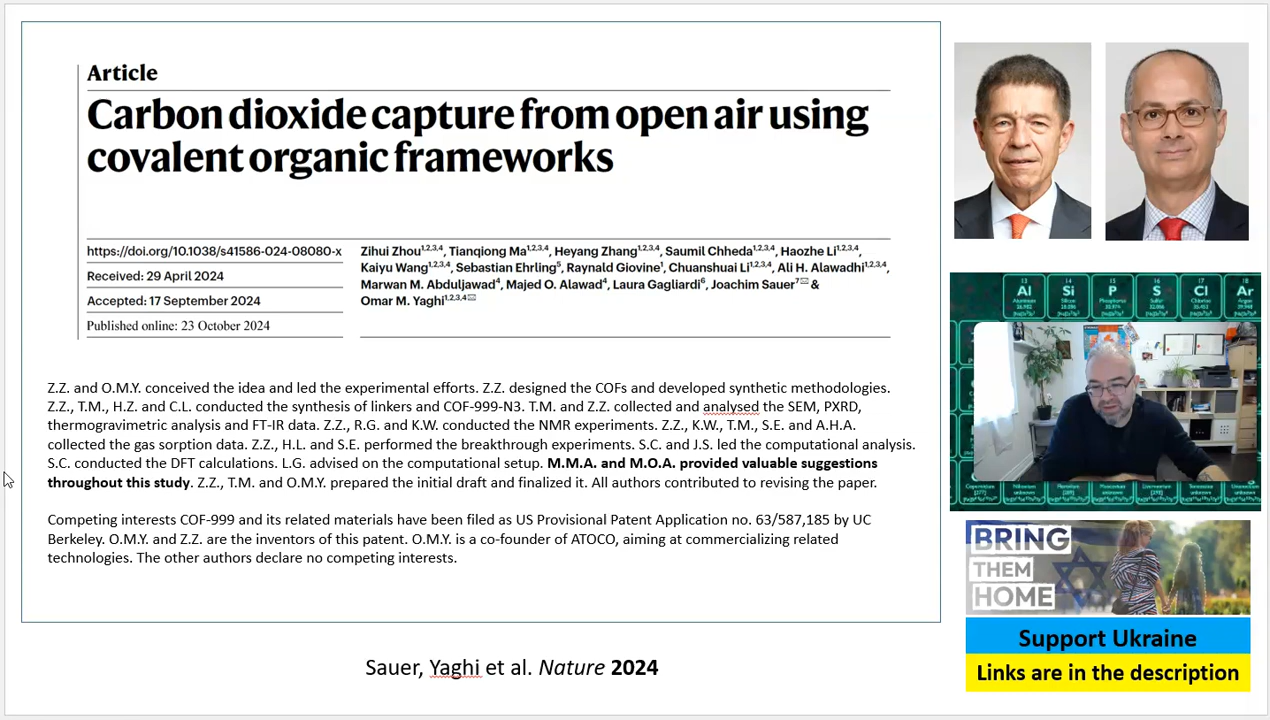 Article
Carbon dioxide capture from open air using
covalent organic frameworks
https://doi.org/10.1038/s41586-024-08080-x
Received: 29 April 2024
Accepted: 17 September 2024
Published online: 23 October 2024
Zihui Zhou1,2,3,4, Tianqiong Ma1,2,3,4, Heyang Zhang1,2,3,4, Saumil Chheda1,2,3,4, Haozhe Li1,2,3,4,
Kaiyu Wang1,2,3,4, Sebastian Ehrling5, Raynald Giovine1, Chuanshuai Li1,2,3,4, Ali H. Alawadhi1,2,3,4,
Marwan M. Abduljawad4, Majed O. Alawad4, Laura Gagliardi6, Joachim Sauer7✉ &
Omar M. Yaghi1,2,3,4✉
Z.Z. and O.M.Y. conceived the idea and led the experimental efforts. Z.Z. designed the COFs and developed synthetic methodologies.
Z.Z., T.M., H.Z. and C.L. conducted the synthesis of linkers and COF-999-N3. T.M. and Z.Z. collected and analysed the SEM, PXRD,
thermogravimetric analysis and FT-IR data. Z.Z., R.G. and K.W. conducted the NMR experiments. Z.Z., K.W., T.M., S.E. and A.H.A.
collected the gas sorption data. Z.Z., H.L. and S.E. performed the breakthrough experiments. S.C. and J.S. led the computational analysis.
S.C. conducted the DFT calculations. L.G. advised on the computational setup. M.M.A. and M.O.A. provided valuable suggestions
throughout this study. Z.Z., T.M. and O.M.Y. prepared the initial draft and finalized it. All authors contributed to revising the paper.
Competing interests COF-999 and its related materials have been filed as US Provisional Patent Application no. 63/587,185 by UC
Berkeley. O.M.Y. and Z.Z. are the inventors of this patent. O.M.Y. is a co-founder of ATOCO, aiming at commercializing related
technologies. The other authors declare no competing interests.
Sauer, Yaghi et al. Nature 2024
13 14 15 16 17 18
Al Si P S Cl Ar
BRING
THEM
HOME
Support Ukraine
Links are in the description